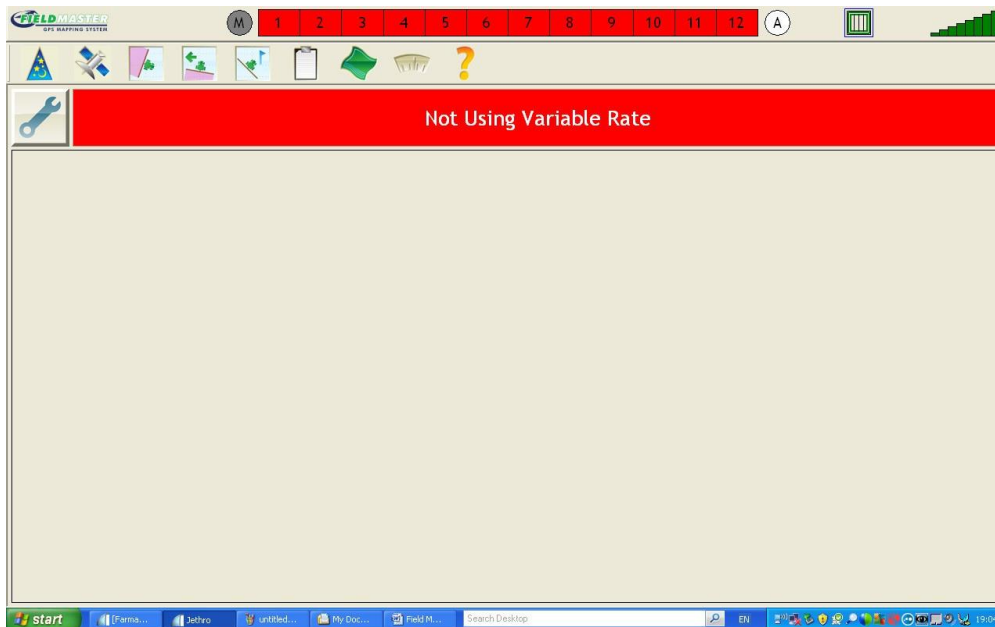 FIELDMASTER
GPS MAPPING SYSTEM
M 1 2 3 4 5 6 7 8 9 10 11 12 A
Not Using Variable Rate
start [Farma... Jethro untitled... My Doc... Field M... Search Desktop EN